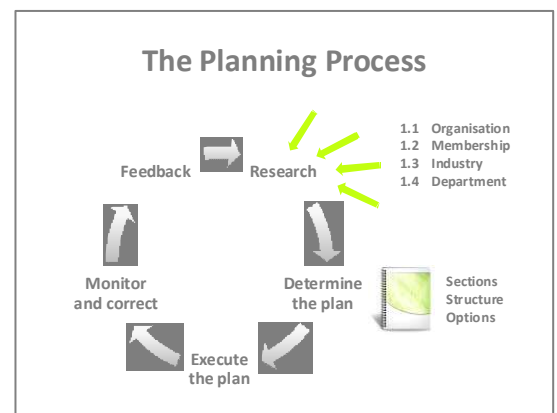 The Planning Process
1.1 Organisation
1.2 Membership
1.3 Industry
1.4 Department
Feedback
Research
Monitor
and correct
Determine
the plan
Sections
Structure
Options
Execute
the plan